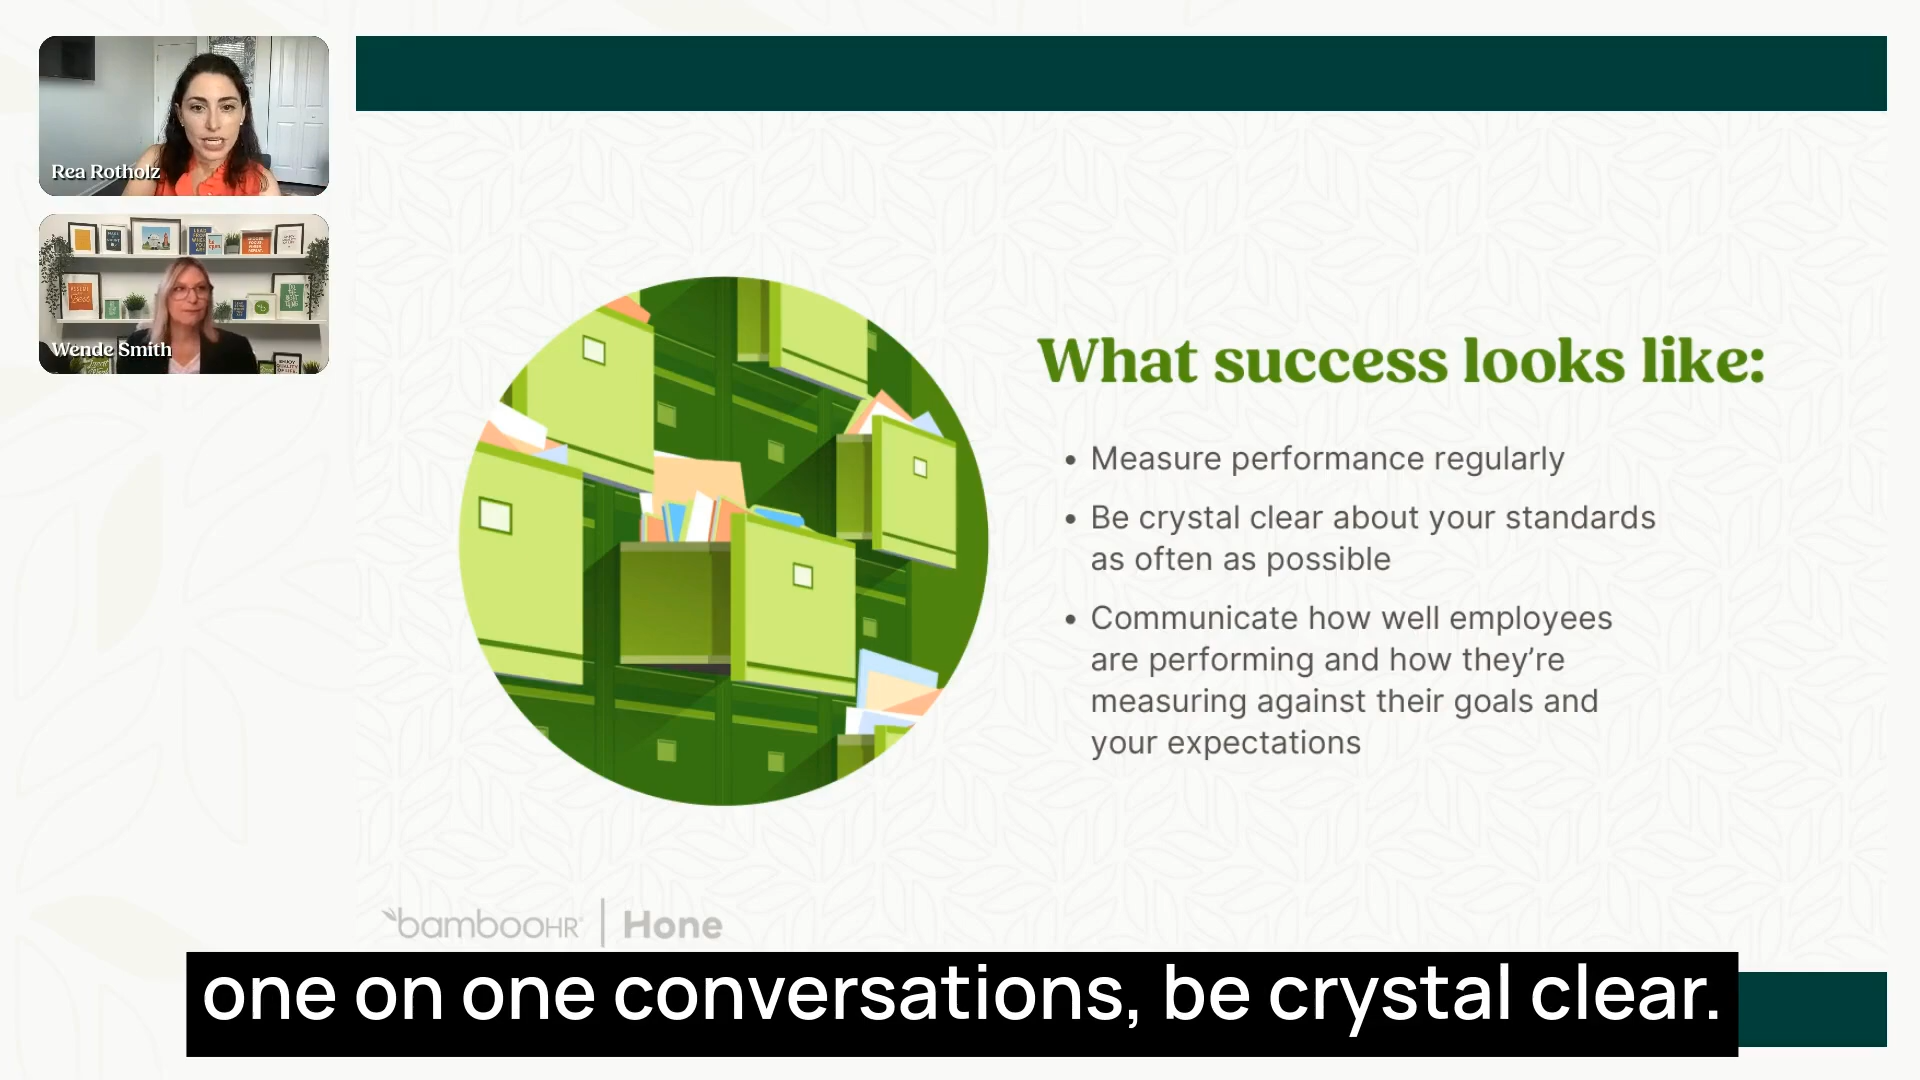 Rea Rotholz
Wende Smith
What success looks like:
• Measure performance regularly
• Be crystal clear about your standards
as often as possible
• Communicate how well employees
are performing and how they’re
measuring against their goals and
your expectations
bambooHR | Hone
one on one conversations, be crystal clear.